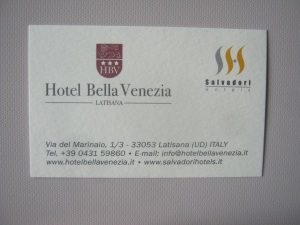 HBV
Hotel Bella Venezia
LATISANA
Salvadori
HOTELS
Via del Marinaio, 1/3 - 33053 Latisana (UD) ITALY
Tel. +39 0431 59860 • E-mail: info@hotelbellavenezia.it
www.hotelbellavenezia.it • www.salvadorihotels.it